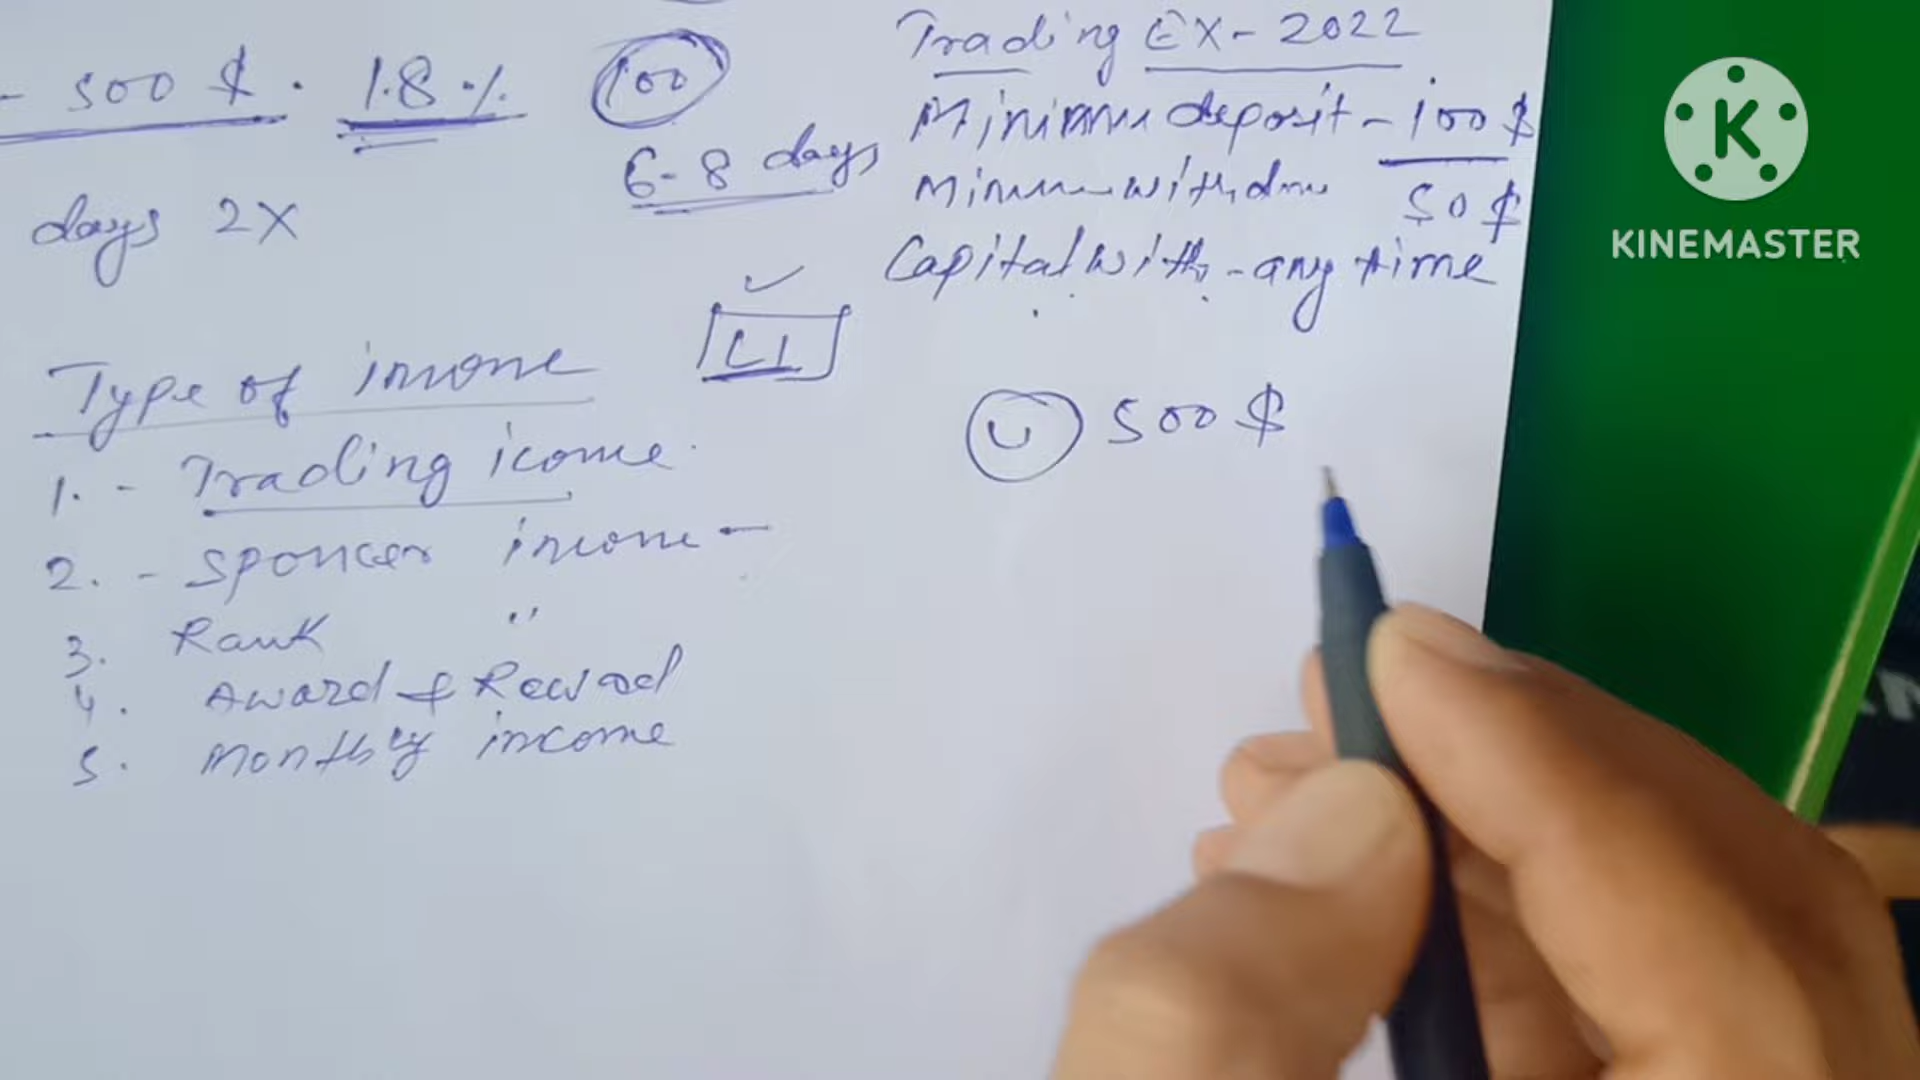 - 500 $ . 1.8 % 100
6-8 days
days 2X
Trading EX - 2022
Minimu deposit - 100 $
50 $
Capital with - any time
L1
U 500 $
Type of income
1. - Trading icome.
2. - Sponcer income -
3. Rank "
4. Award & Reward
5. Monthly income
K
KINEMASTER